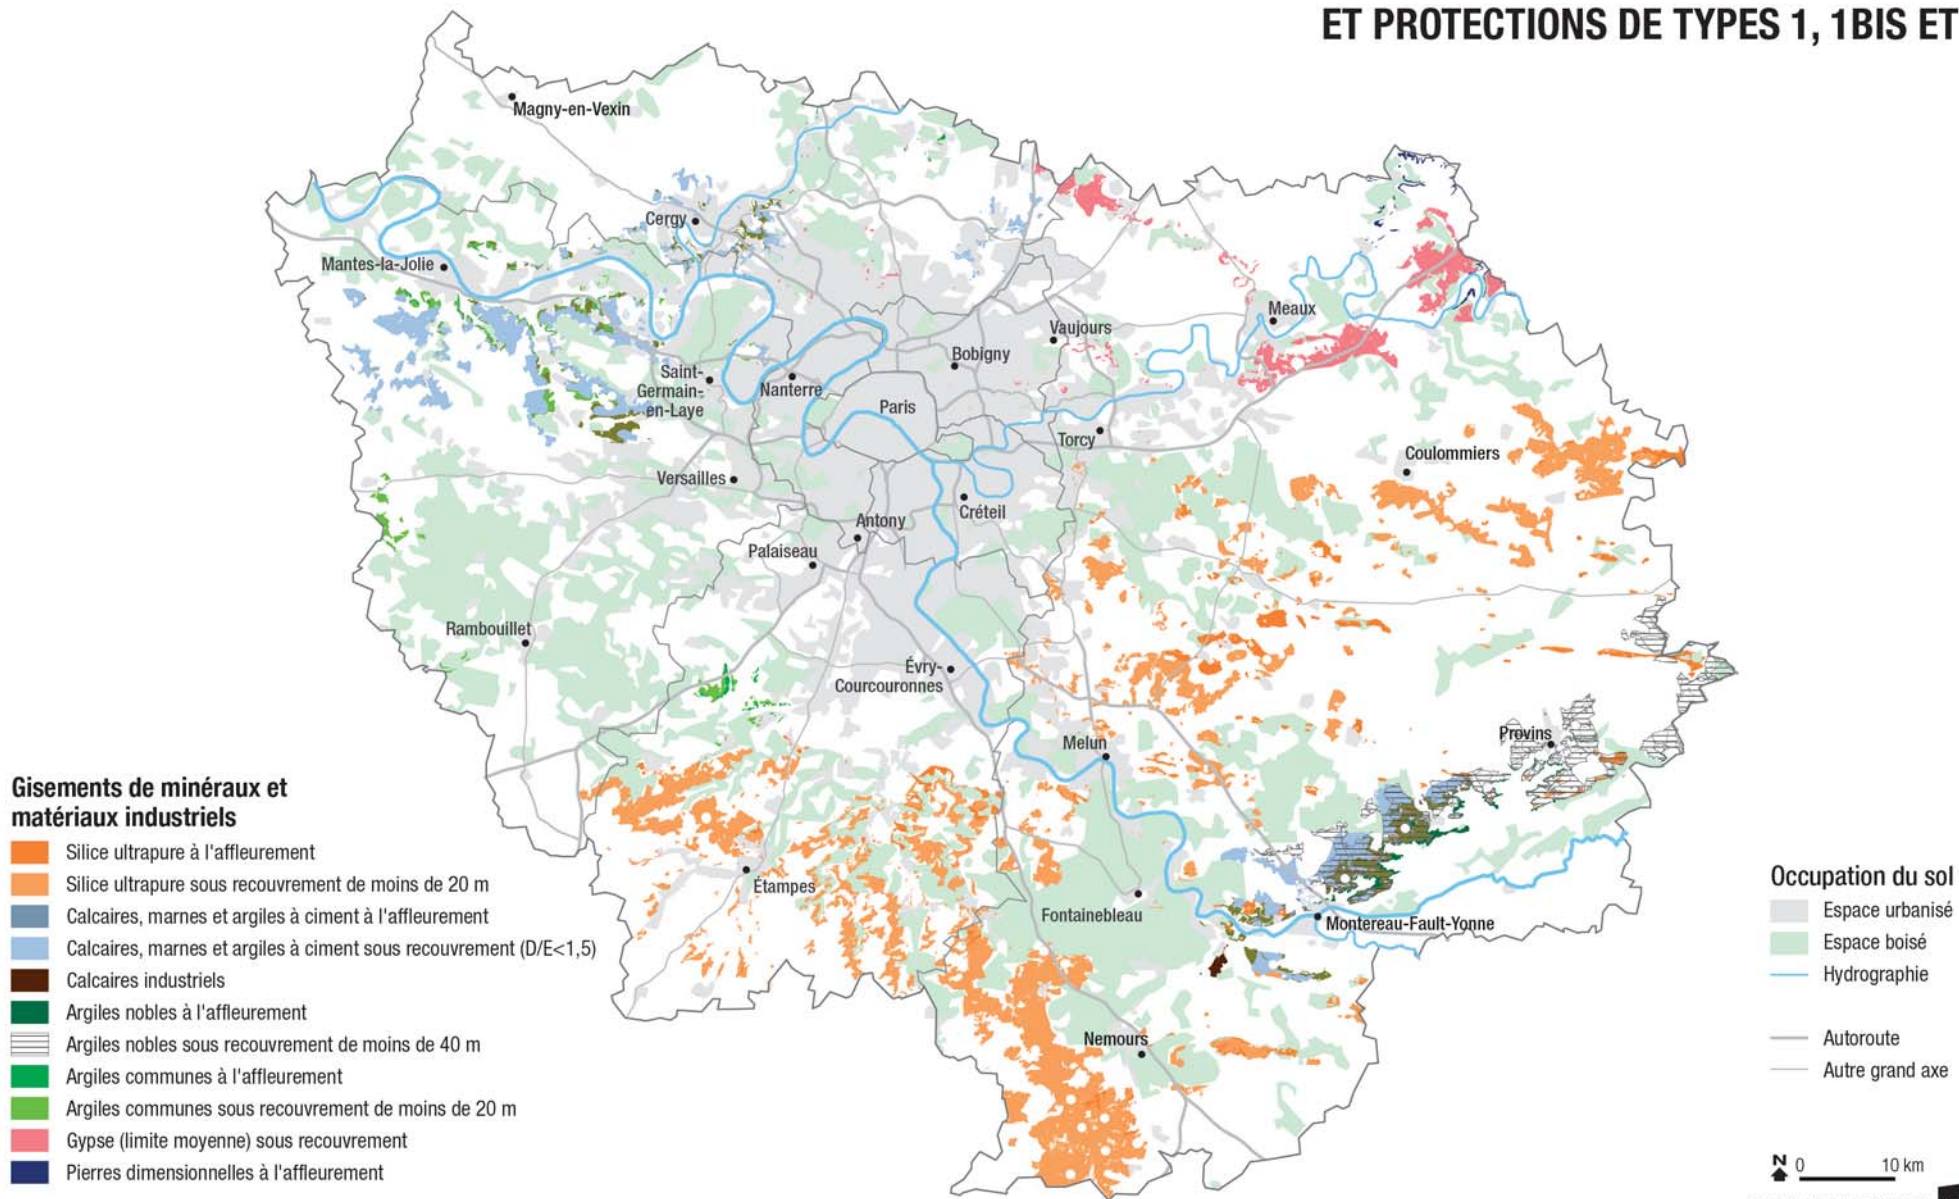 ET PROTECTIONS DE TYPES 1, 1BIS ET
Magny-en-Vexin
Cergy
Mantes-la-Jolie
Meaux
Vaujours
Bobigny
Saint-
Germain-
en-Laye
Nanterre
Paris
Torcy
Coulommiers
Versailles
Créteil
Antony
Palaiseau
Rambouillet
Évry-
Courcouronnes
Provins
Melun
Étampes
Fontainebleau
Montereau-Fault-Yonne
Nemours
Gisements de minéraux et
matériaux industriels
Silice ultrapure à l'affleurement
Silice ultrapure sous recouvrement de moins de 20 m
Calcaires, marnes et argiles à ciment à l'affleurement
Calcaires, marnes et argiles à ciment sous recouvrement (D/E<1,5)
Calcaires industriels
Argiles nobles à l'affleurement
Argiles nobles sous recouvrement de moins de 40 m
Argiles communes à l'affleurement
Argiles communes sous recouvrement de moins de 20 m
Gypse (limite moyenne) sous recouvrement
Pierres dimensionnelles à l'affleurement
Occupation du sol
Espace urbanisé
Espace boisé
Hydrographie
Autoroute
Autre grand axe
N 0 10 km